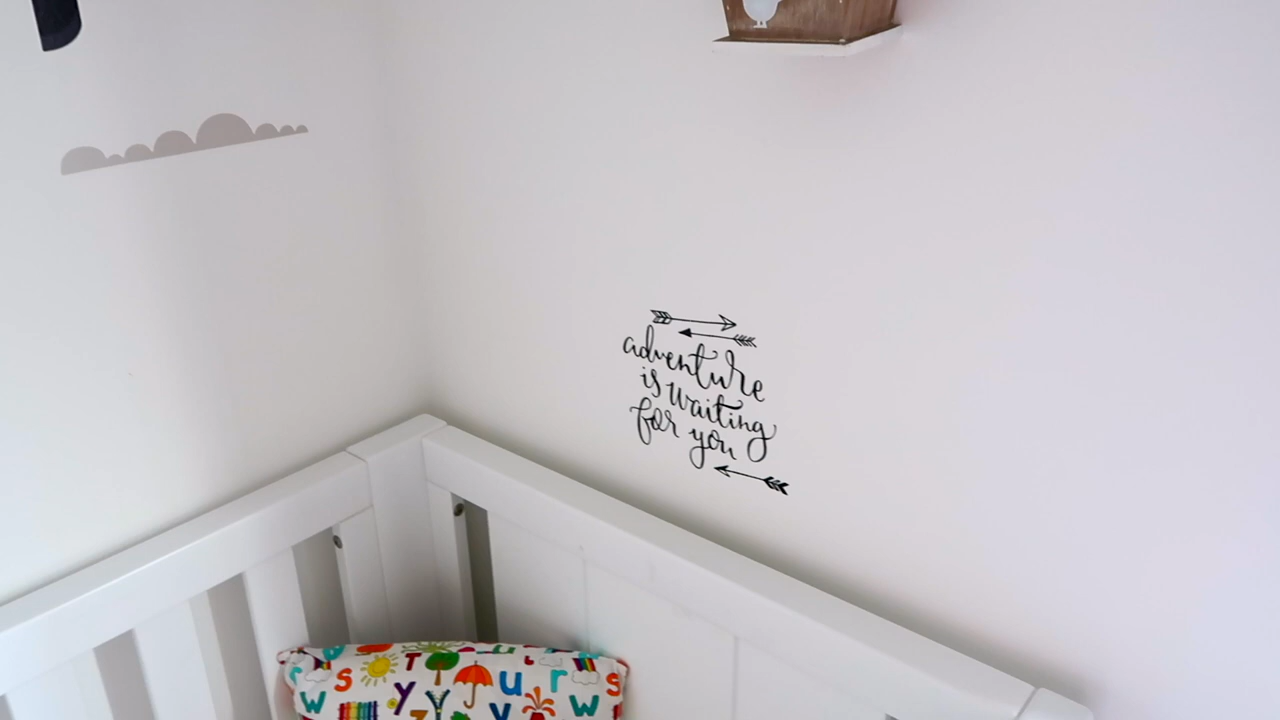 adventure
is waiting
for you
s T u r s
w y y y w